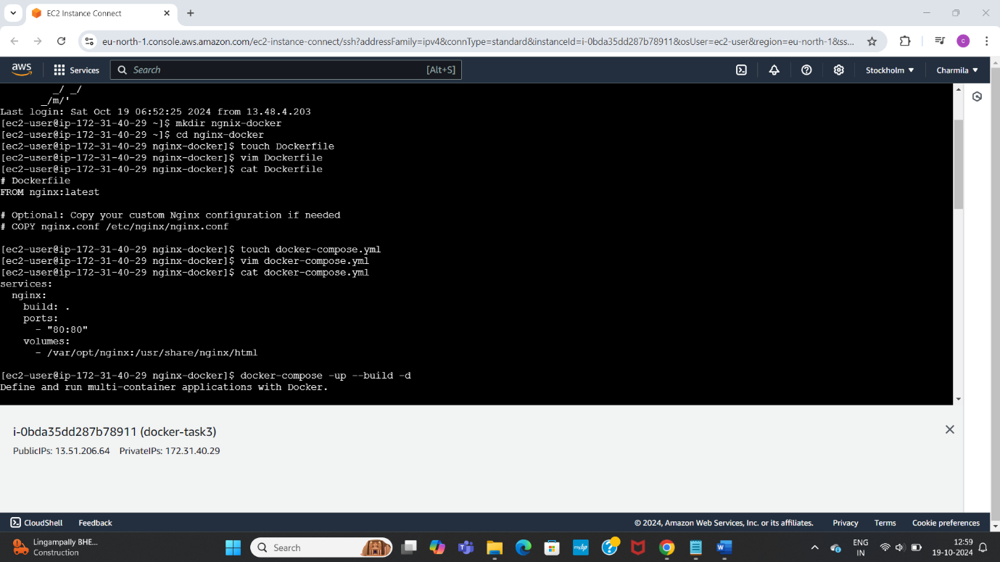 EC2 Instance Connect
eu-north-1.console.aws.amazon.com/ec2-instance-connect/ssh?addressFamily=ipv4&connType=standard&instanceId=i-0bda35dd287b78911&osUser=ec2-user&region=eu-north-1&ss...
C
aws
Services
Search
[Alt+S]
Stockholm
Charmila
_/ _/
_/m/'
Last login: Sat Oct 19 06:52:25 2024 from 13.48.4.203
[ec2-user@ip-172-31-40-29 ~]$ mkdir ngnix-docker
[ec2-user@ip-172-31-40-29 ~]$ cd nginx-docker
[ec2-user@ip-172-31-40-29 nginx-docker]$ touch Dockerfile
[ec2-user@ip-172-31-40-29 nginx-docker]$ vim Dockerfile
[ec2-user@ip-172-31-40-29 nginx-docker]$ cat Dockerfile
# Dockerfile
FROM nginx:latest
# Optional: Copy your custom Nginx configuration if needed
# COPY nginx.conf /etc/nginx/nginx.conf
[ec2-user@ip-172-31-40-29 nginx-docker]$ touch docker-compose.yml
[ec2-user@ip-172-31-40-29 nginx-docker]$ vim docker-compose.yml
[ec2-user@ip-172-31-40-29 nginx-docker]$ cat docker-compose.yml
services:
  nginx:
    build: .
    ports:
      - "80:80"
    volumes:
      - /var/opt/nginx:/usr/share/nginx/html
[ec2-user@ip-172-31-40-29 nginx-docker]$ docker-compose -up --build -d
Define and run multi-container applications with Docker.
i-0bda35dd287b78911 (docker-task3)
PublicIPs: 13.51.206.64    PrivateIPs: 172.31.40.29
CloudShell
Feedback
© 2024, Amazon Web Services, Inc. or its affiliates.
Privacy
Terms
Cookie preferences
Lingampally BHE...
Construction
Search
myhp
ENG
IN
12:59
19-10-2024